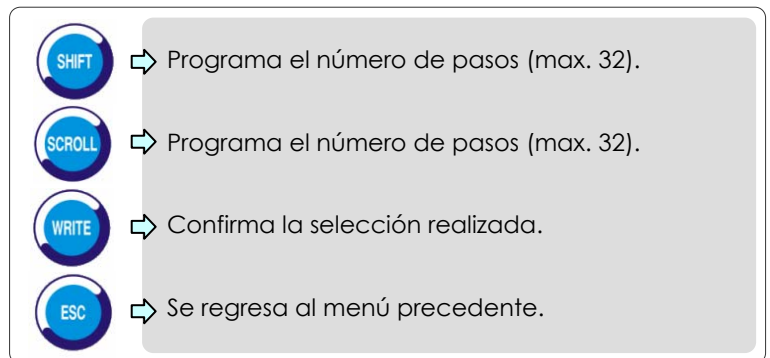 SHIFT Programa el número de pasos (max. 32).
SCROLL Programa el número de pasos (max. 32).
WRITE Confirma la selección realizada.
ESC Se regresa al menú precedente.